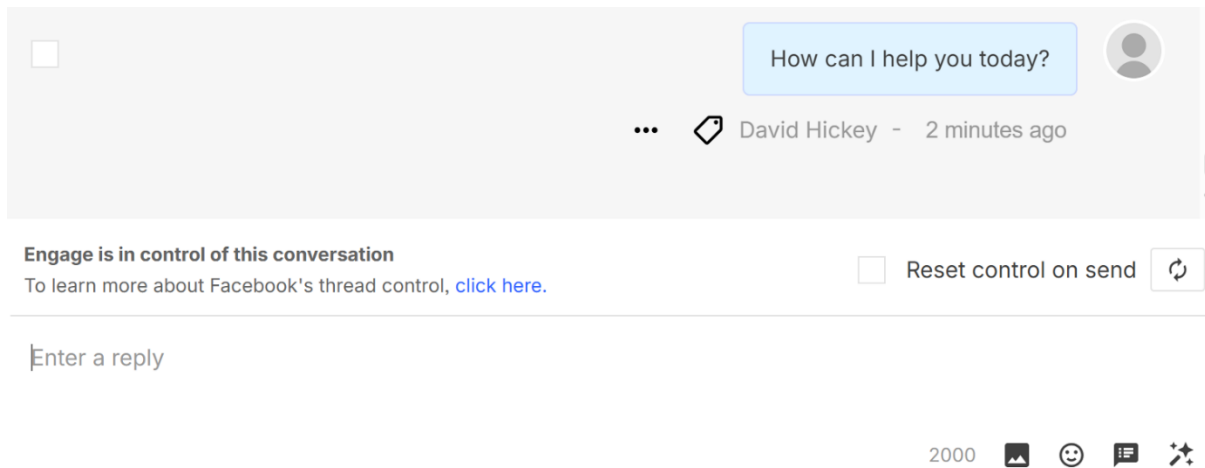 How can I help you today?
David Hickey - 2 minutes ago
Engage is in control of this conversation
To learn more about Facebook's thread control, click here.
Reset control on send
Enter a reply
2000